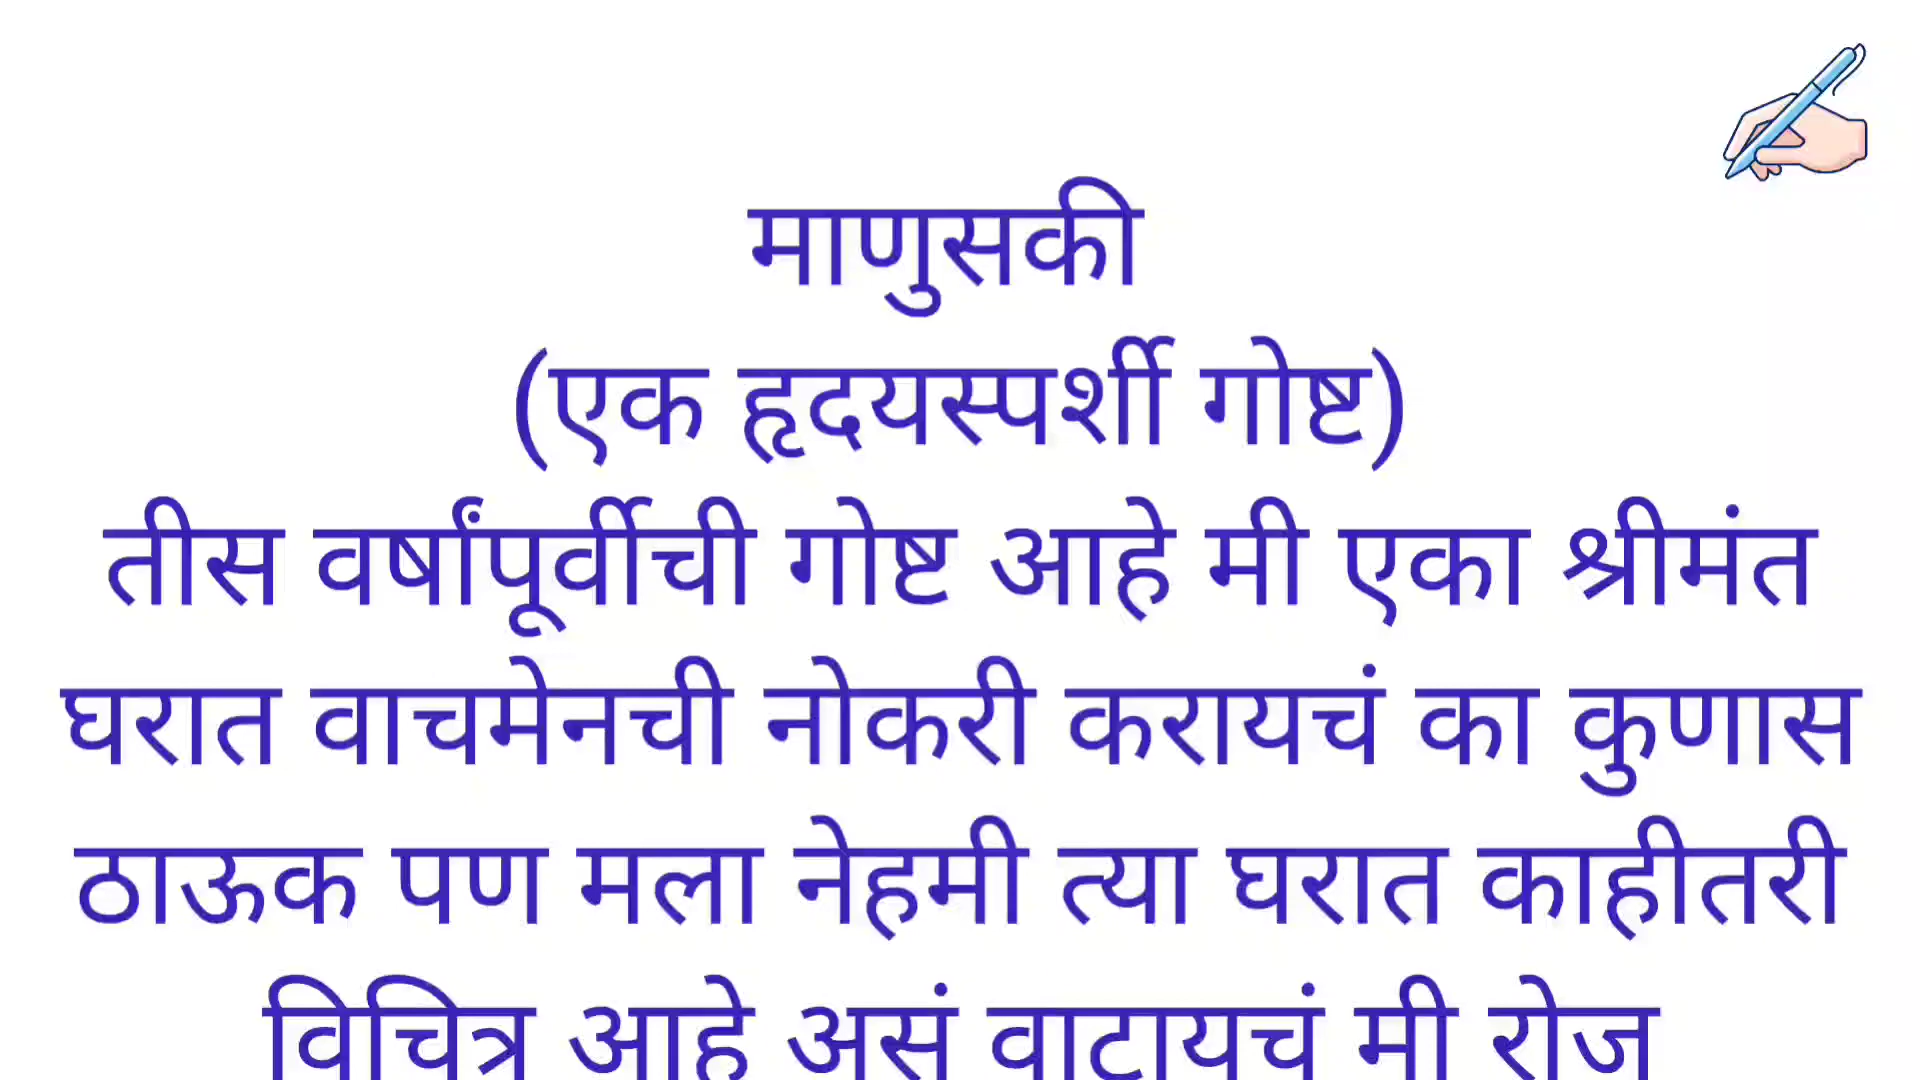 माणुसकी
(एक हृदयस्पर्शी गोष्ट)
तीस वर्षांपूर्वीची गोष्ट आहे मी एका श्रीमंत
घरात वाचमेनची नोकरी करायचं का कुणास
ठाऊक पण मला नेहमी त्या घरात काहीतरी
विचित्र आहे असं वाटायचं मी रोज